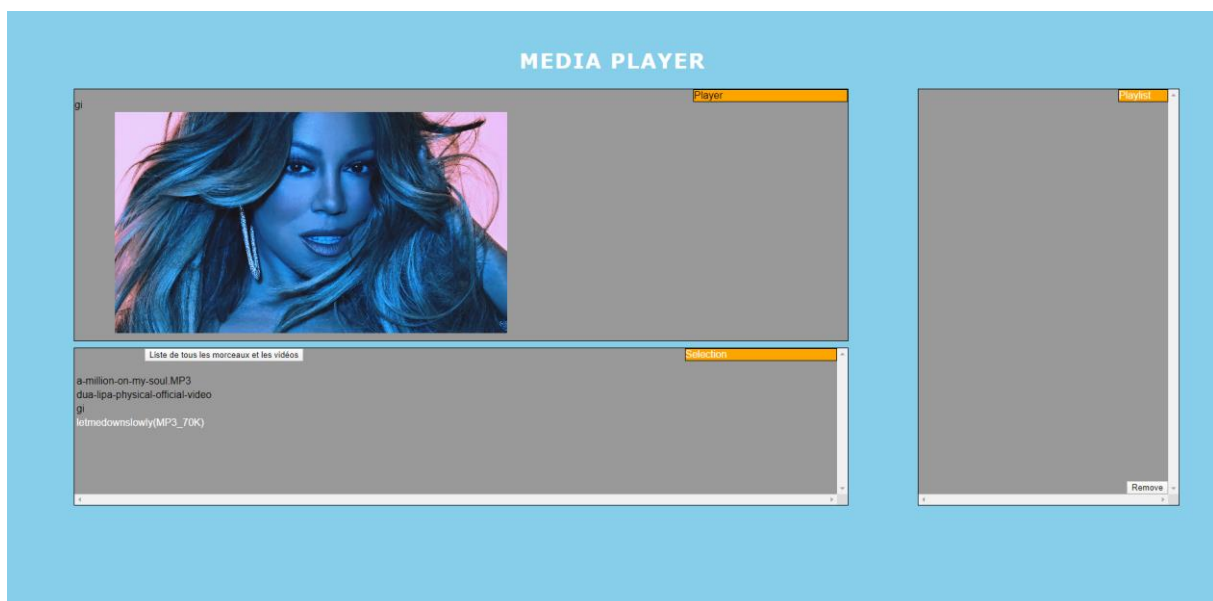 MEDIA PLAYER
Player
gi
Liste de tous les morceaux et les vidéos
Selection
a-million-on-my-soul.MP3
dua-lipa-physical-official-video
gi
letmedownslowly(MP3_70K)
Playlist
Remove